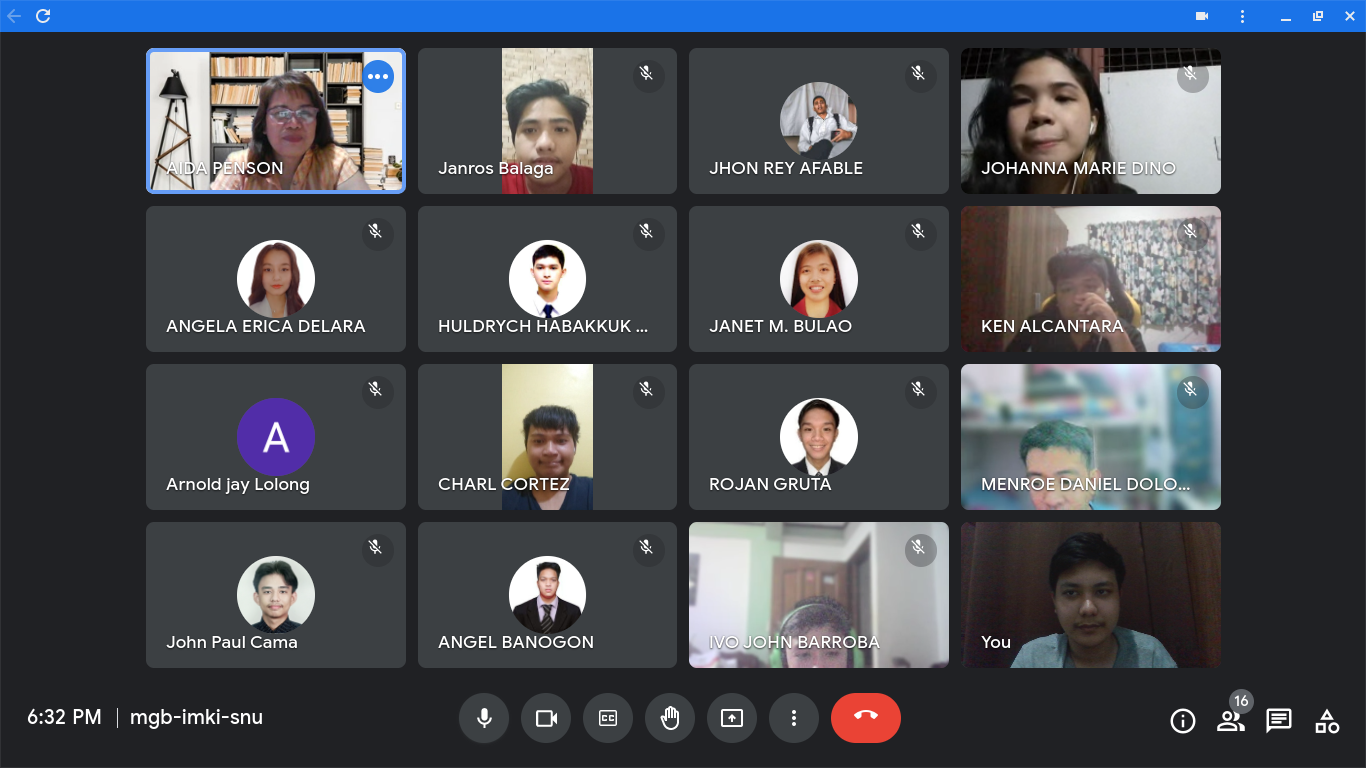 AIDA PENSON
Janros Balaga
JHON REY AFABLE
JOHANNA MARIE DINO
ANGELA ERICA DELARA
HULDRYCH HABAKKUK ...
JANET M. BULAO
KEN ALCANTARA
A
Arnold jay Lolong
CHARL CORTEZ
ROJAN GRUTA
MENROE DANIEL DOLO...
John Paul Cama
ANGEL BANOGON
IVO JOHN BARROBA
You
6:32 PM | mgb-imki-snu
CC
16